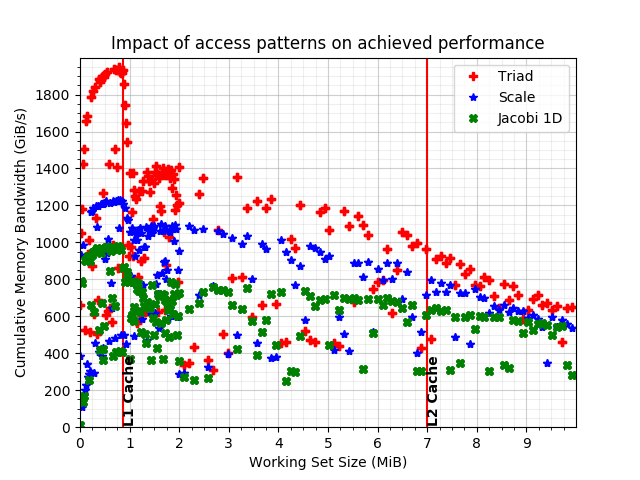 Impact of access patterns on achieved performance
Cumulative Memory Bandwidth (GiB/s)
1800
1600
1400
1200
1000
800
600
400
200
0
Triad
Scale
Jacobi 1D
L1 Cache
L2 Cache
0 1 2 3 4 5 6 7 8 9
Working Set Size (MiB)